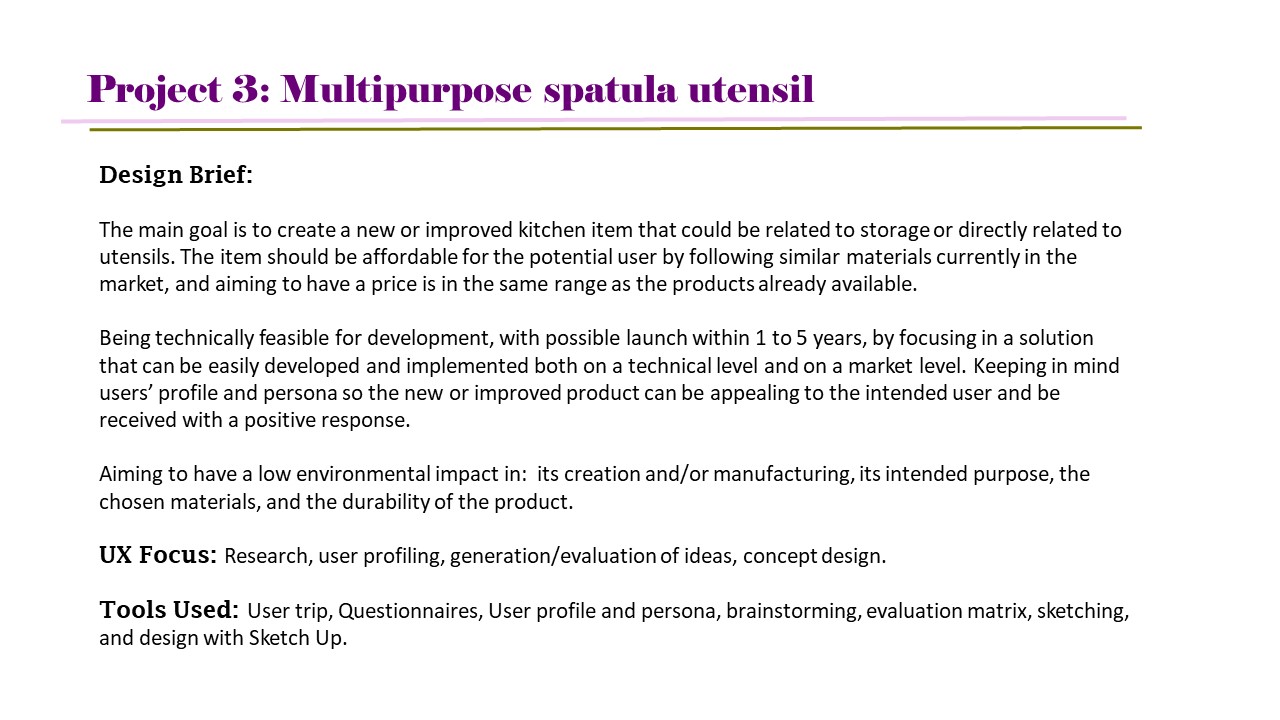 Project 3: Multipurpose spatula utensil
Design Brief:
The main goal is to create a new or improved kitchen item that could be related to storage or directly related to
utensils. The item should be affordable for the potential user by following similar materials currently in the
market, and aiming to have a price is in the same range as the products already available.
Being technically feasible for development, with possible launch within 1 to 5 years, by focusing in a solution
that can be easily developed and implemented both on a technical level and on a market level. Keeping in mind
users’ profile and persona so the new or improved product can be appealing to the intended user and be
received with a positive response.
Aiming to have a low environmental impact in:  its creation and/or manufacturing, its intended purpose, the
chosen materials, and the durability of the product.
UX Focus: Research, user profiling, generation/evaluation of ideas, concept design.
Tools Used: User trip, Questionnaires, User profile and persona, brainstorming, evaluation matrix, sketching,
and design with Sketch Up.